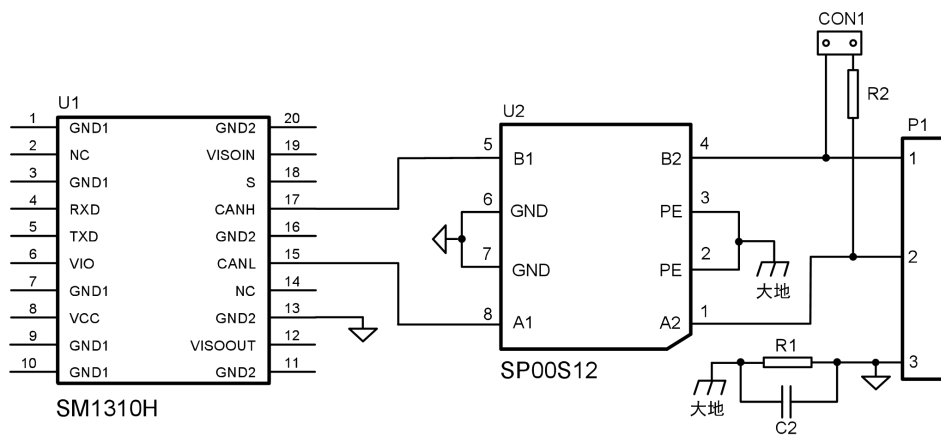 CON1
R2
U1
U2
P1
1 GND1 GND2 20
2 NC VISOIN 19
3 GND1 S 18
4 RXD CANH 17
5 TXD GND2 16
6 VIO CANL 15
7 GND1 NC 14
8 VCC GND2 13
9 GND1 VISOOUT 12
10 GND1 GND2 11
SM1310H
5 B1 B2 4
6 GND PE 3
7 GND PE 2
8 A1 A2 1
SP00S12
大地
1
2
3
R1
大地
C2